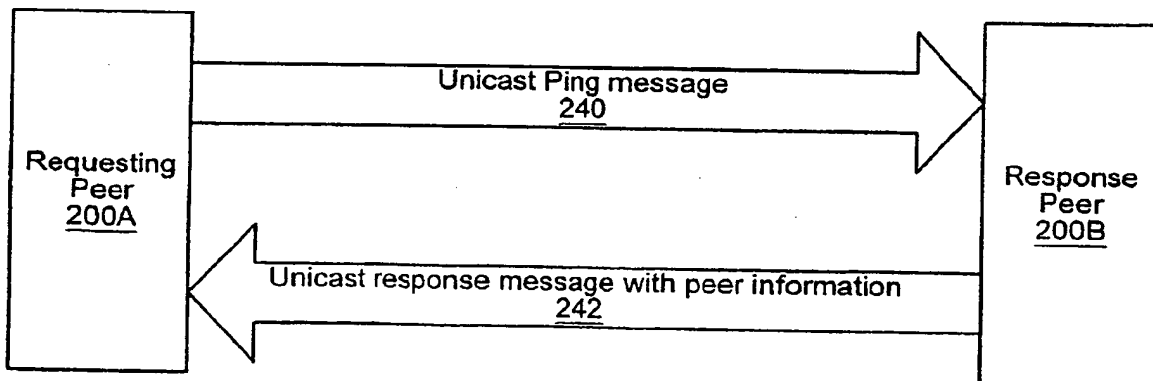 Unicast Ping message
240
Requesting
Peer
200A
Response
Peer
200B
Unicast response message with peer information
242